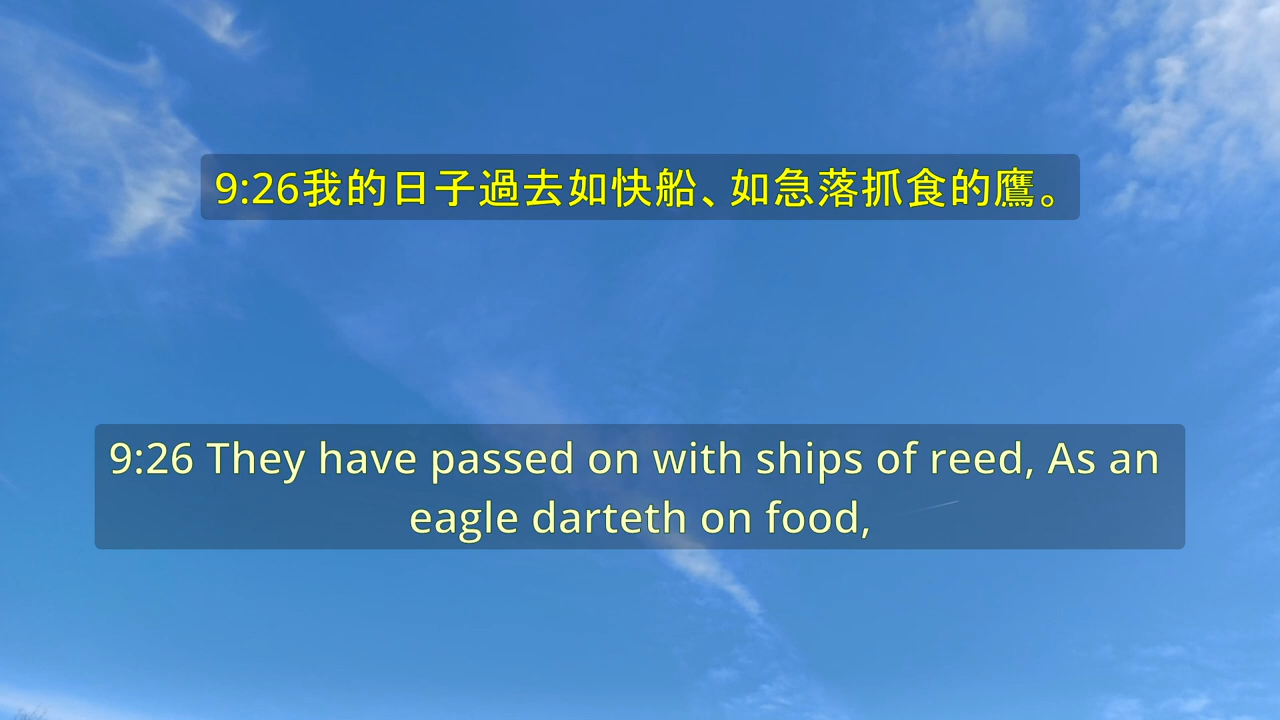 9:26我的日子過去如快船、如急落抓食的鷹。
9:26 They have passed on with ships of reed, As an
eagle darteth on food,